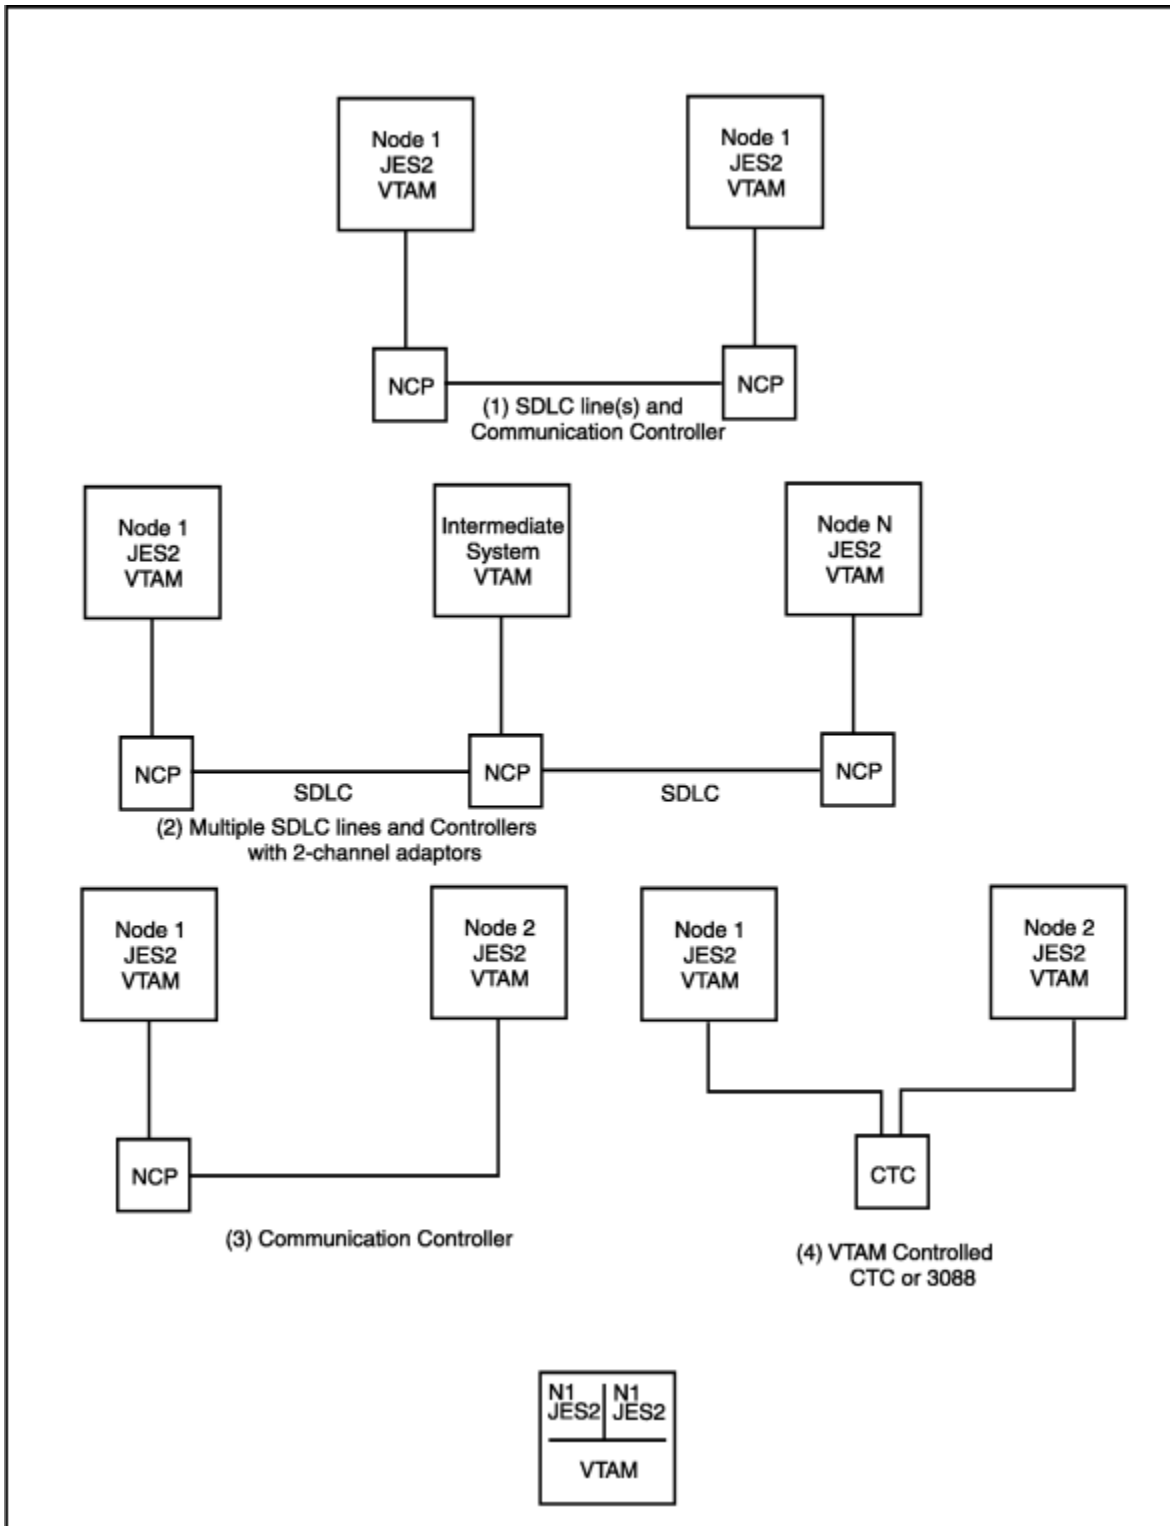 Node 1
JES2
VTAM
Node 1
JES2
VTAM
NCP
NCP
(1) SDLC line(s) and
Communication Controller
Node 1
JES2
VTAM
Intermediate
System
VTAM
Node N
JES2
VTAM
NCP
SDLC
NCP
SDLC
NCP
(2) Multiple SDLC lines and Controllers
with 2-channel adaptors
Node 1
JES2
VTAM
Node 2
JES2
VTAM
NCP
(3) Communication Controller
Node 1
JES2
VTAM
Node 2
JES2
VTAM
CTC
(4) VTAM Controlled
CTC or 3088
N1
JES2
N1
JES2
VTAM